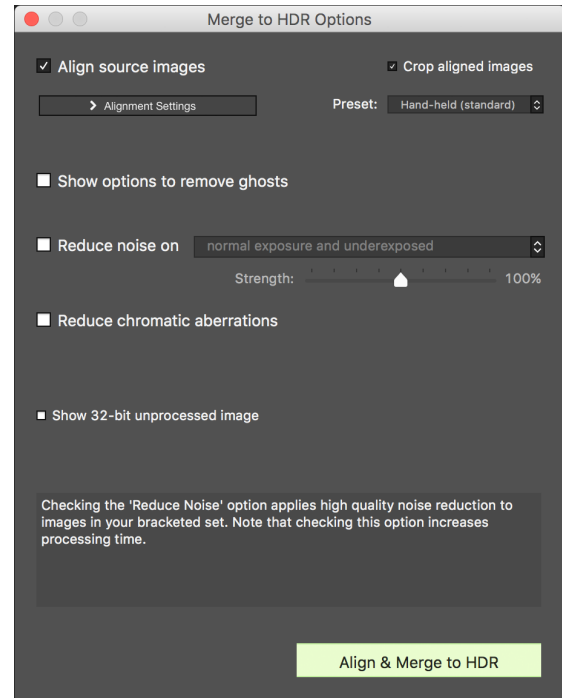 Merge to HDR Options
Align source images
Crop aligned images
Alignment Settings
Preset: Hand-held (standard)
Show options to remove ghosts
Reduce noise on normal exposure and underexposed
Strength: 100%
Reduce chromatic aberrations
Show 32-bit unprocessed image
Checking the 'Reduce Noise' option applies high quality noise reduction to
images in your bracketed set. Note that checking this option increases
processing time.
Align & Merge to HDR